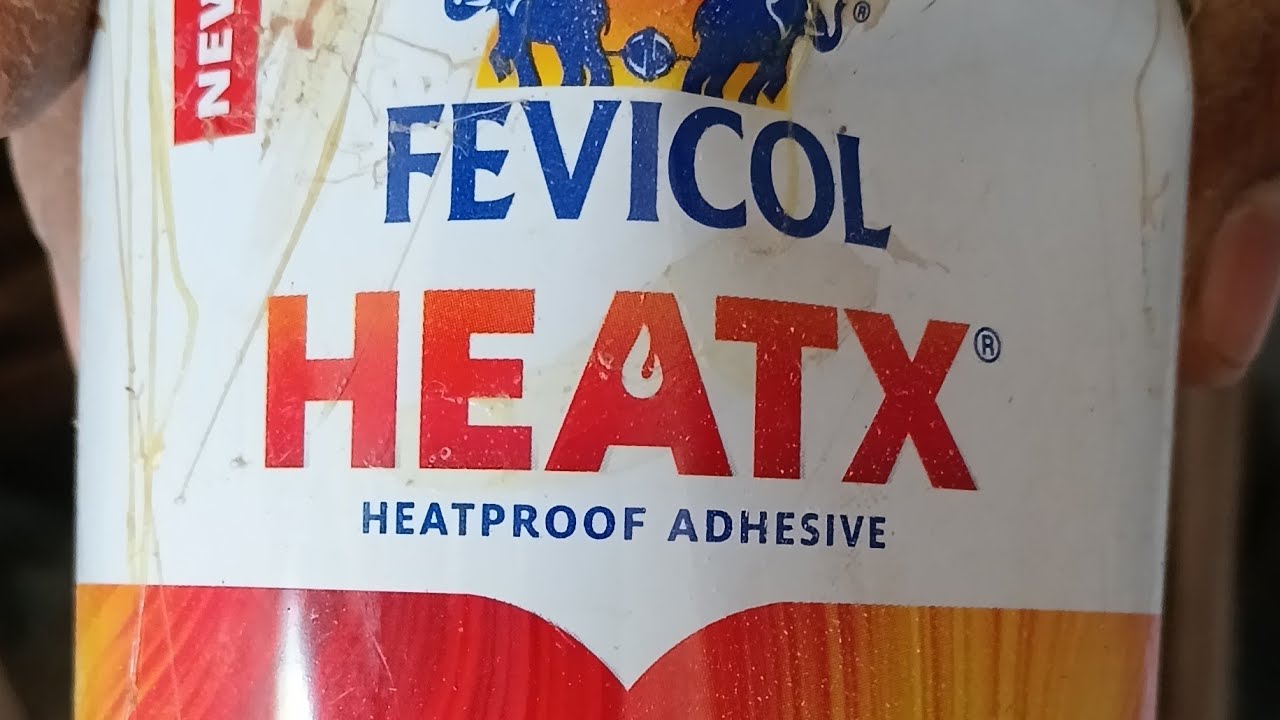 NEW
®
FEVICOL
HEATX®
HEATPROOF ADHESIVE